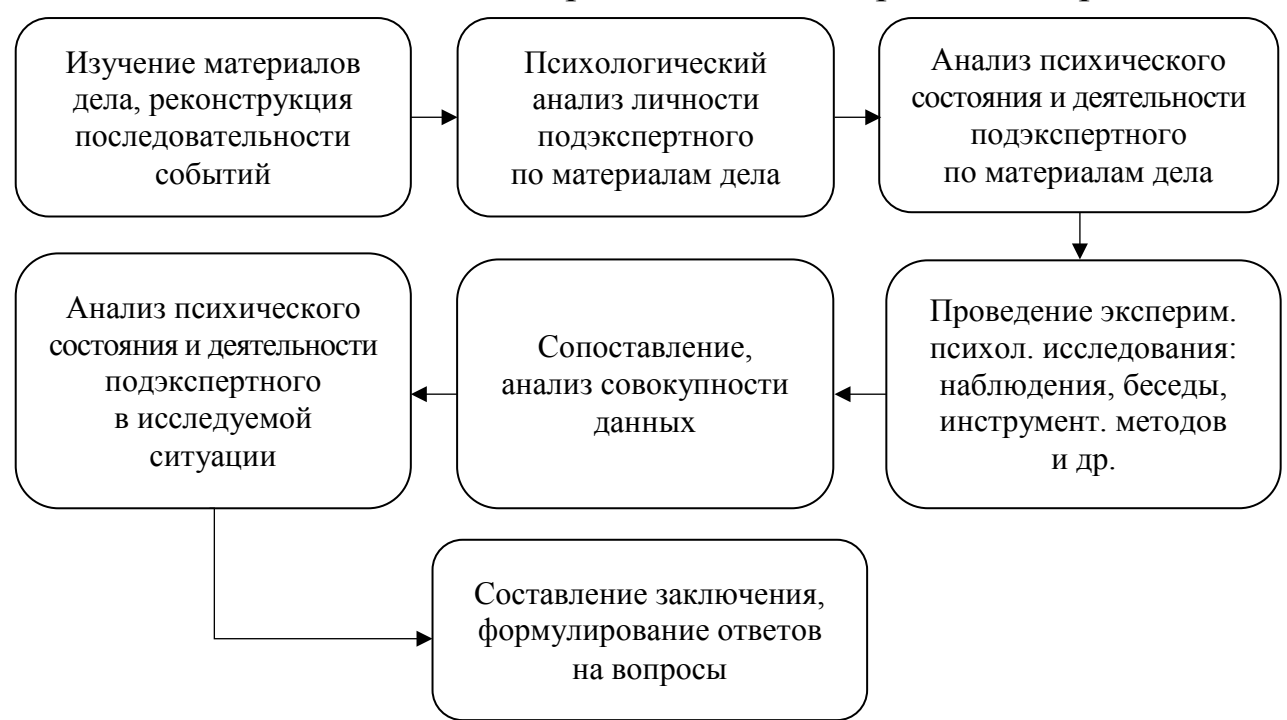 Изучение материалов
дела, реконструкция
последовательности
событий
Психологический
анализ личности
подэкспертного
по материалам дела
Анализ психического
состояния и деятельности
подэкспертного
по материалам дела
Проведение эксперим.
психол. исследования:
наблюдения, беседы,
инструмент. методов
и др.
Сопоставление,
анализ совокупности
данных
Анализ психического
состояния и деятельности
подэкспертного
в исследуемой
ситуации
Составление заключения,
формулирование ответов
на вопросы